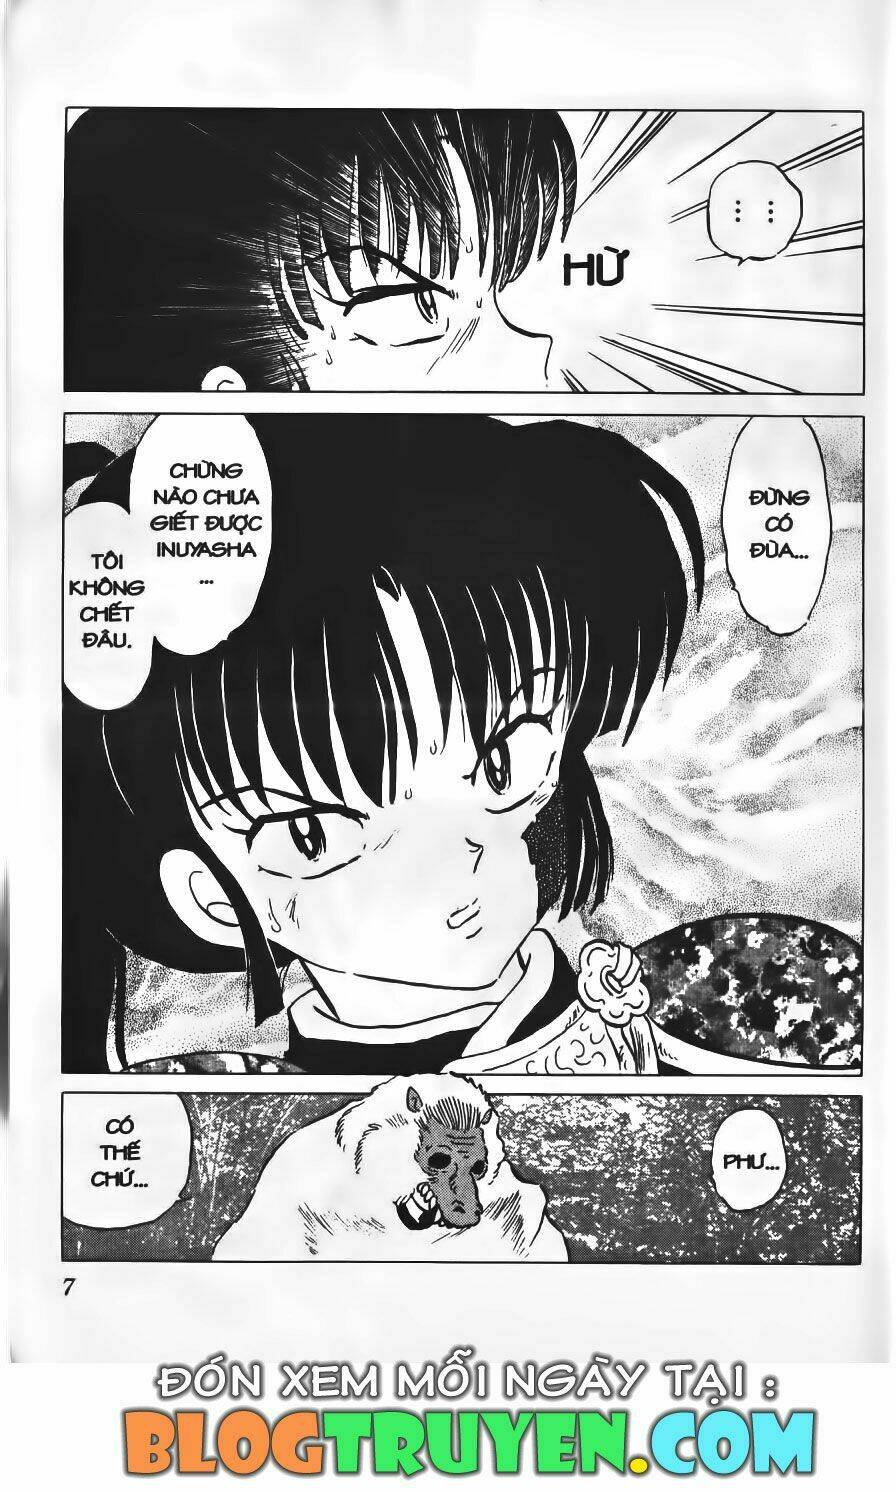 ......
HỪ
ĐỪNG
CÓ
ĐÙA...
CHỪNG
NÀO CHƯA
GIẾT ĐƯỢC
INUYASHA
...
TÔI
KHÔNG
CHẾT
ĐÂU.
PHƯ...
CÓ
THẾ
CHỨ...
7
ĐÓN XEM MỖI NGÀY TẠI :
BLOGTRUYEN.COM